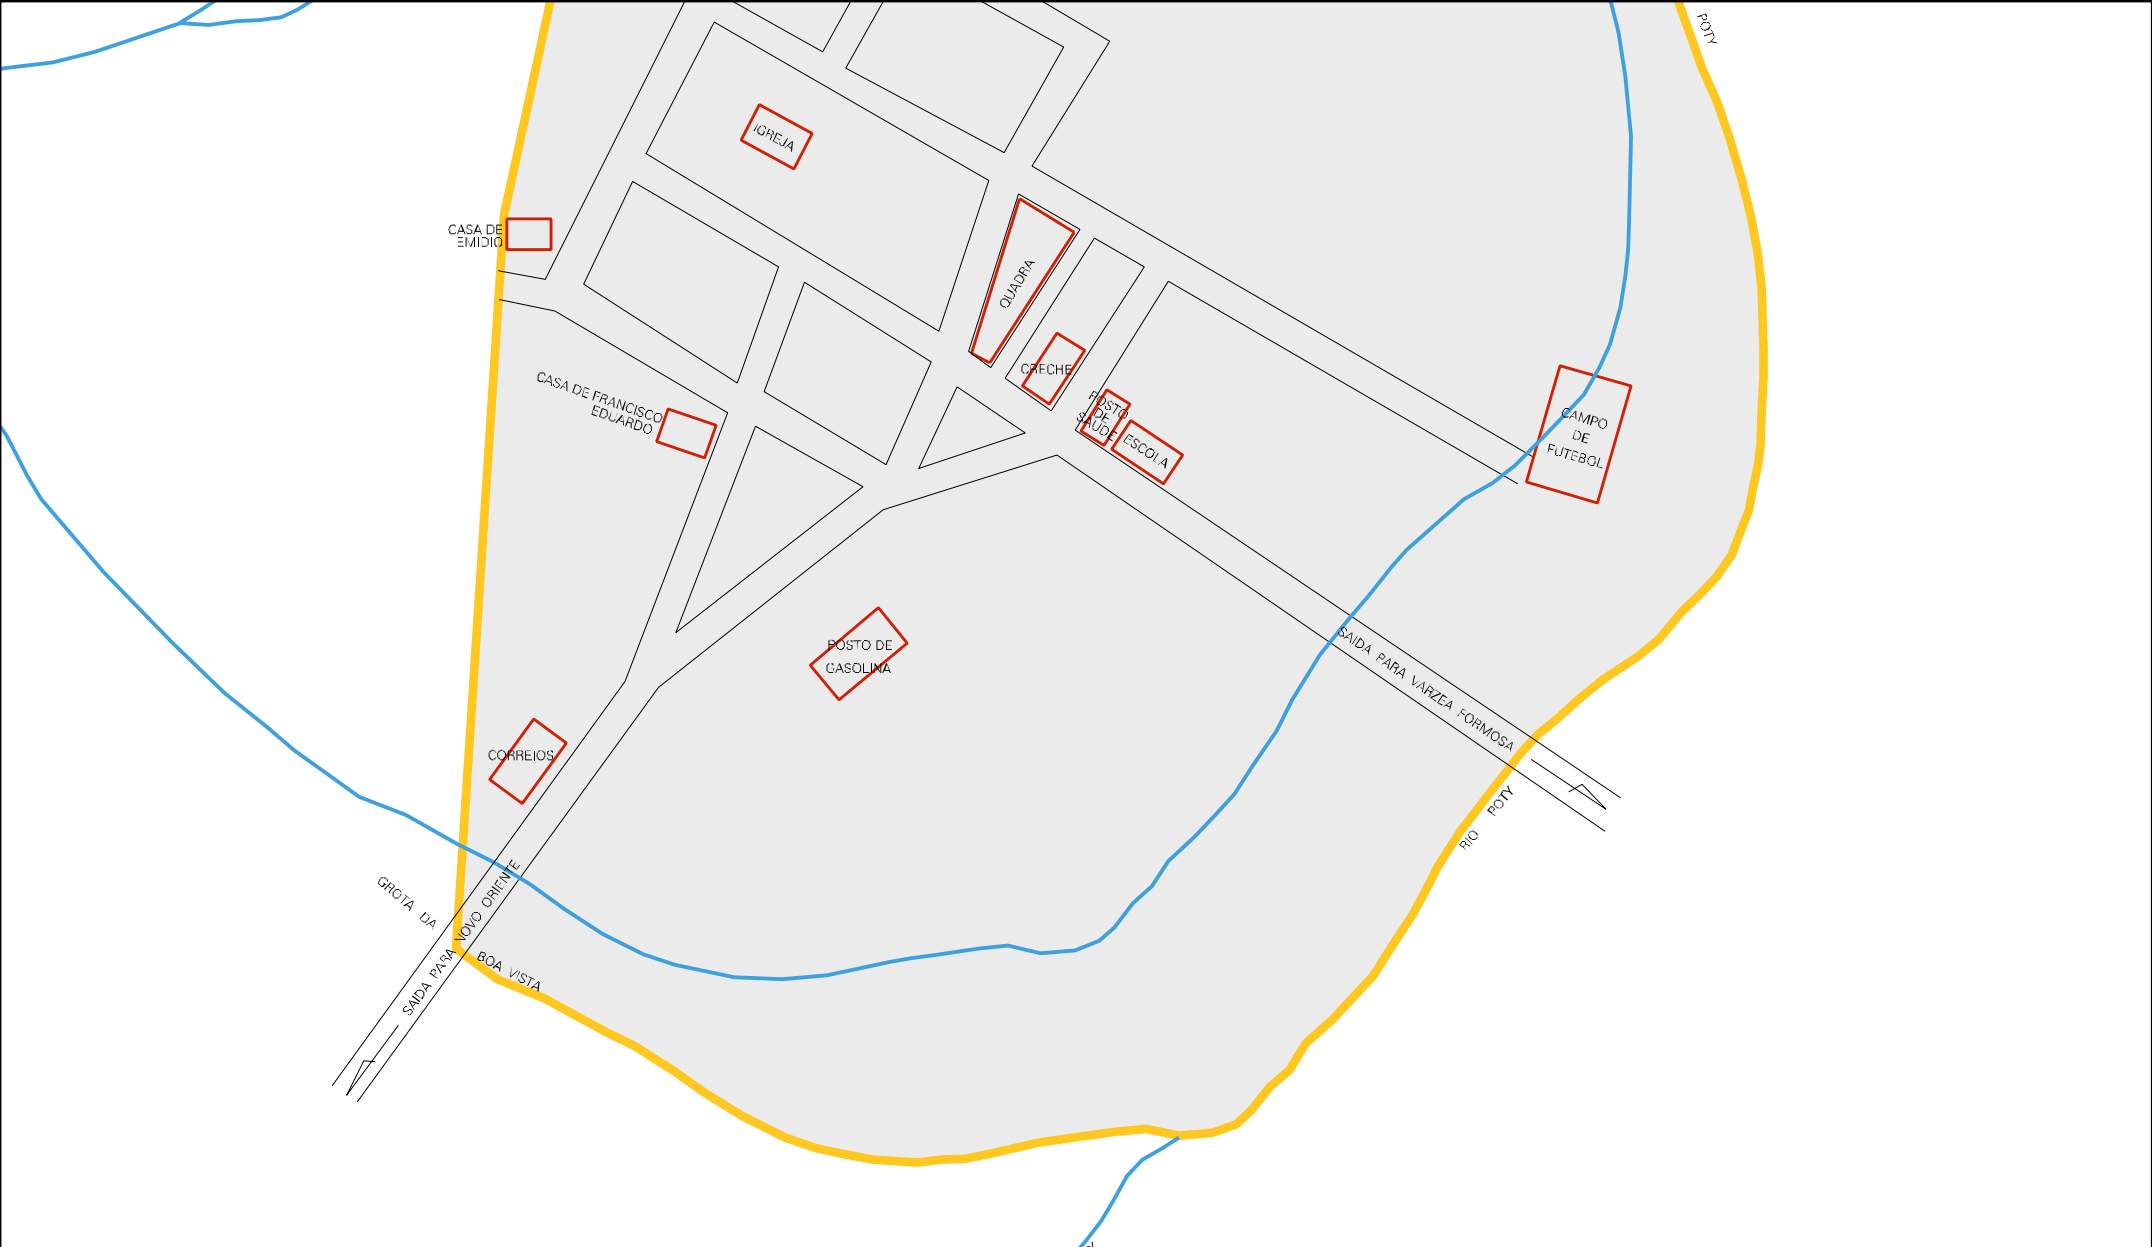 POTY
IGREJA
CASA DE
EMIDIO
QUADRA
CRECHE
CASA DE FRANCISCO
EDUARDO
POSTO
DE
SAUDE
ESCOLA
CAMPO
DE
FUTEBOL
POSTO DE
GASOLINA
SAIDA PARA VARZEA FORMOSA
CORREIOS
RIO POTY
GROTA DA
BOA VISTA
SAIDA PARA NOVO ORIENTE